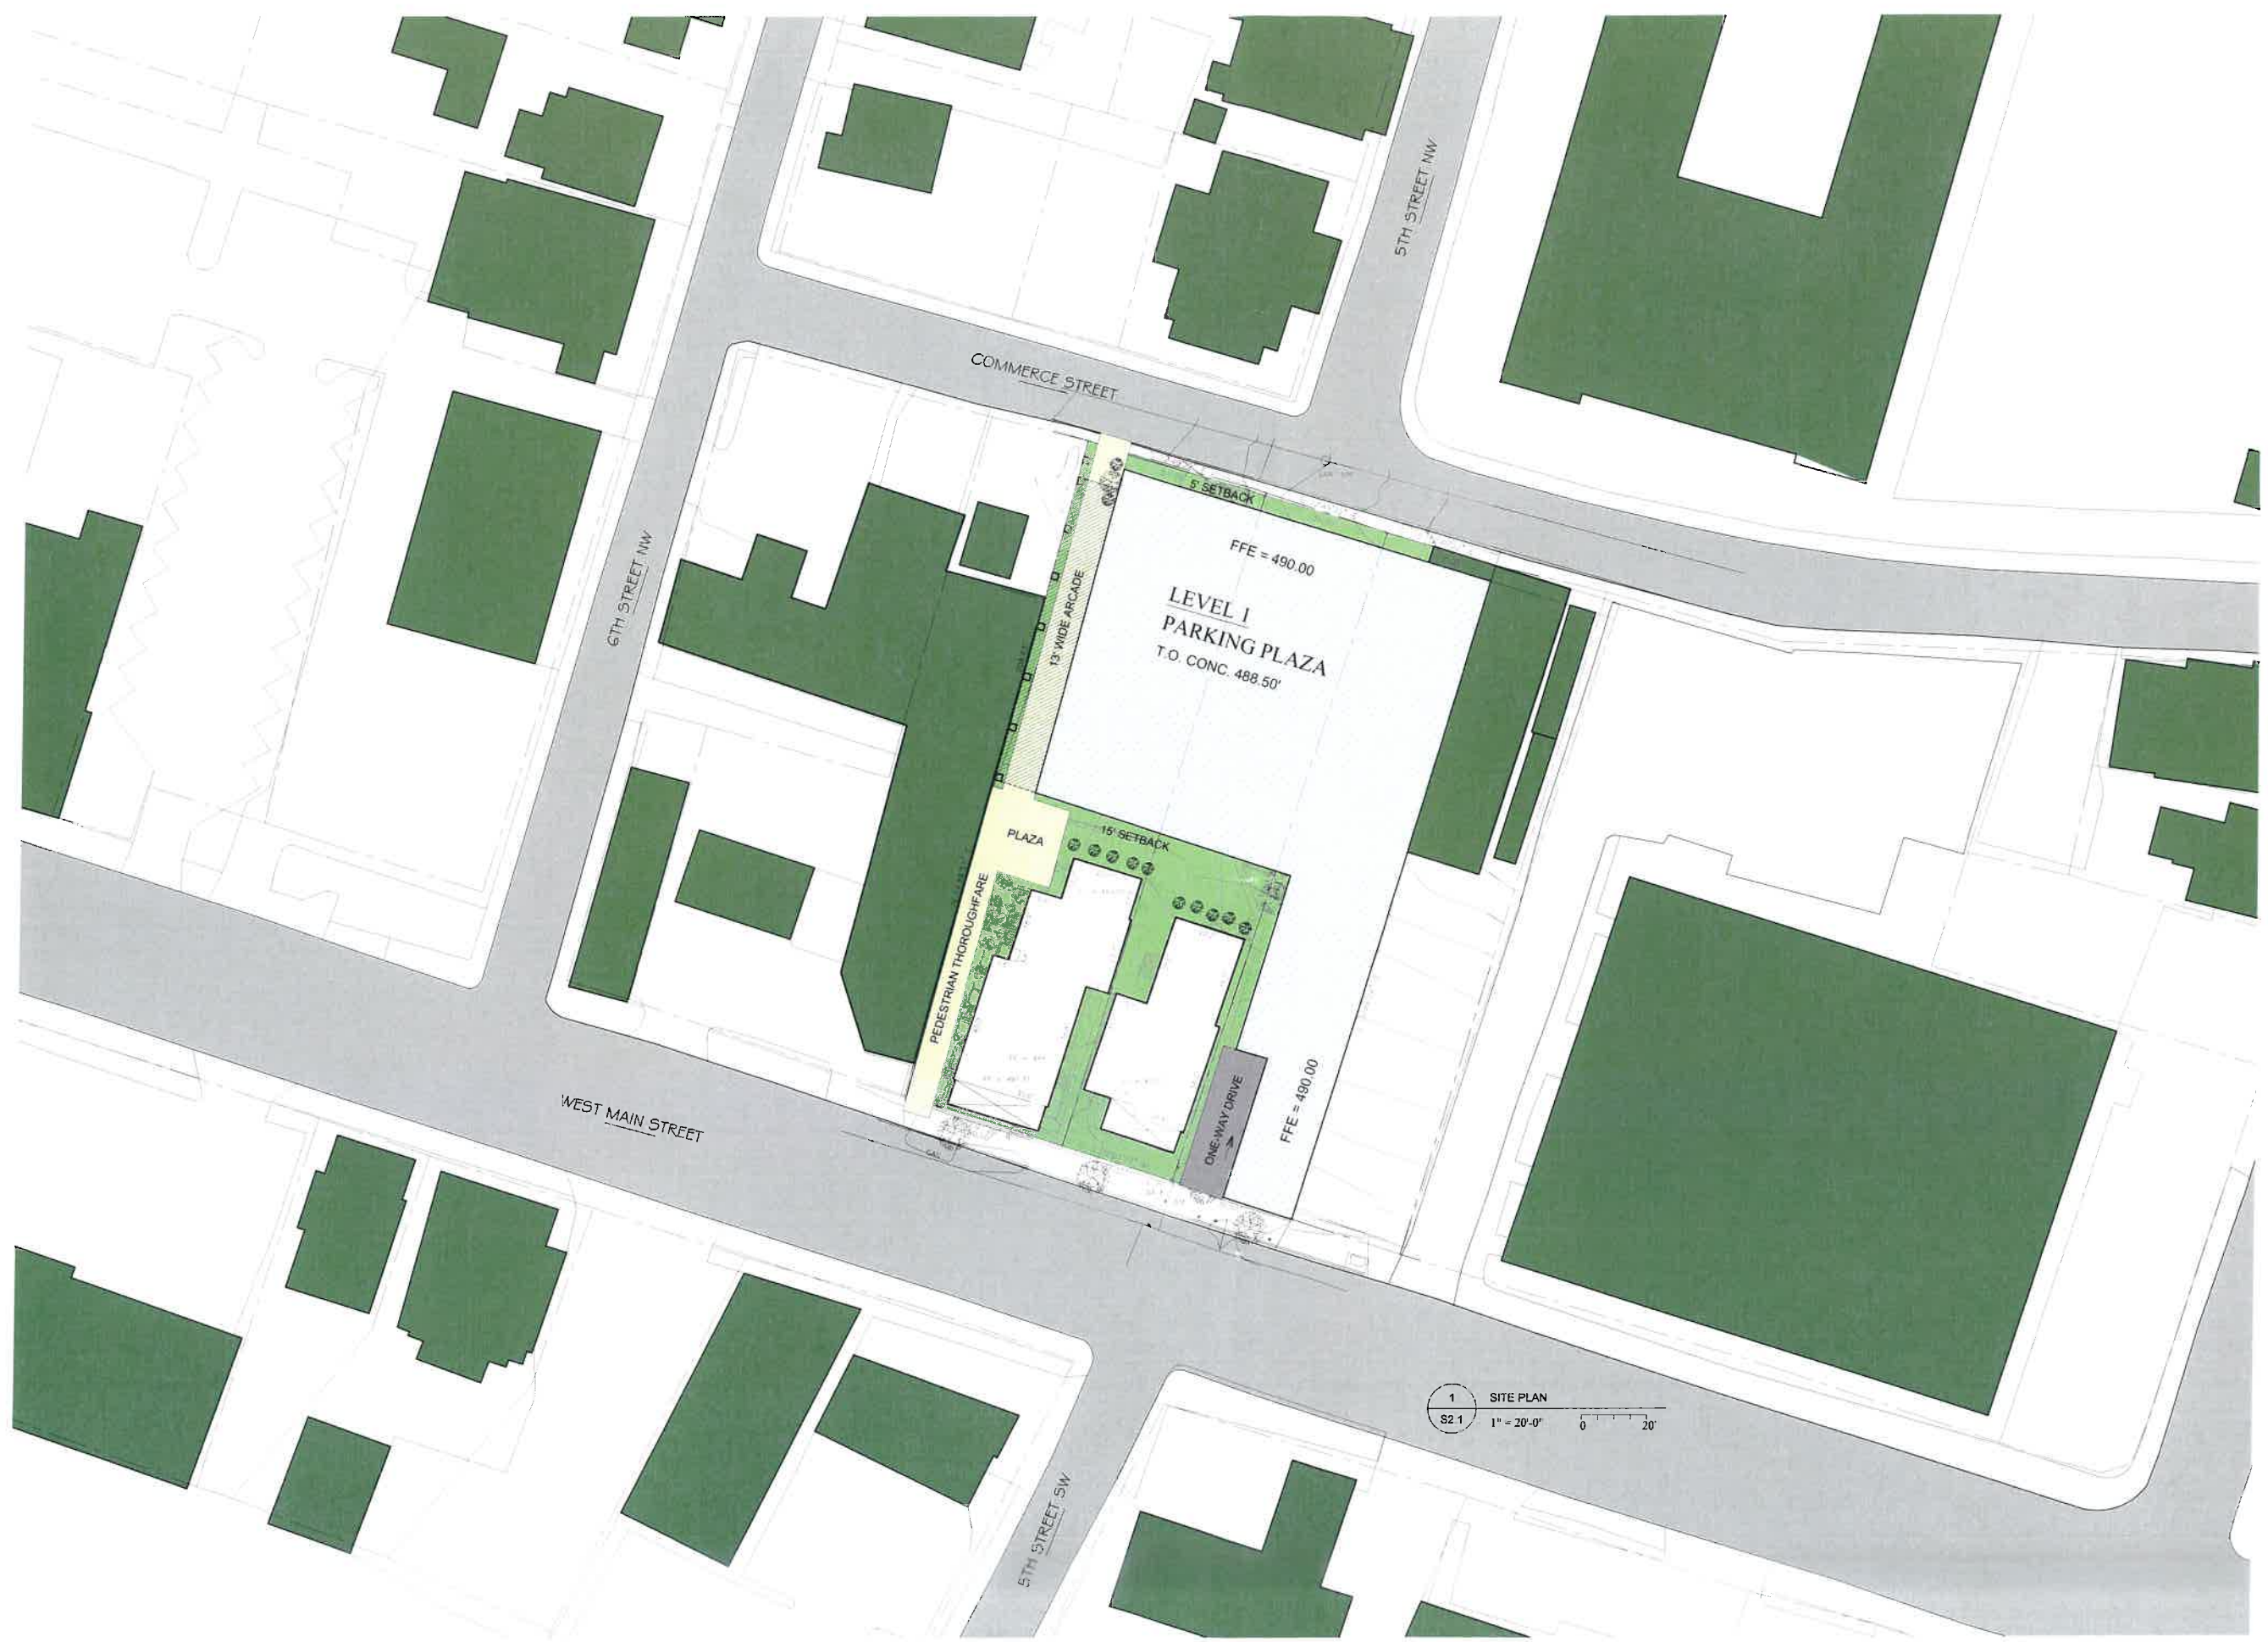 5TH STREET NW
COMMERCE STREET
5' SETBACK
FFE = 490.00
6TH STREET NW
13' WIDE ARCADE
LEVEL 1
PARKING PLAZA
T.O. CONC. 488.50'
PLAZA
15' SETBACK
PEDESTRIAN THOROUGHFARE
ONE-WAY DRIVE
FFE = 490.00
WEST MAIN STREET
1
S2.1
SITE PLAN
1" = 20'-0"
0 20'
5TH STREET SW